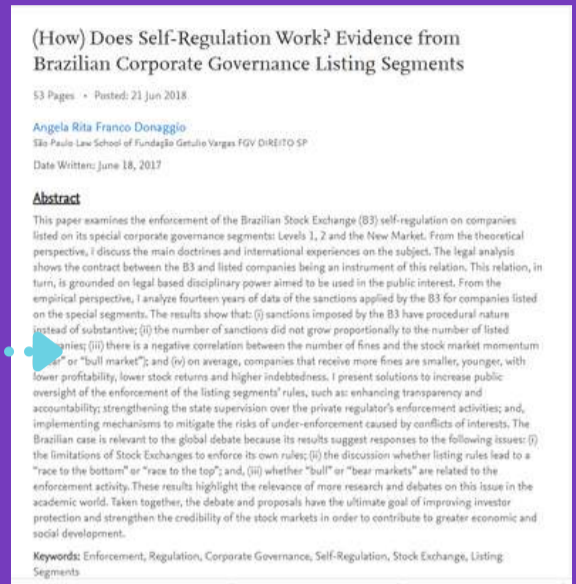 (How) Does Self-Regulation Work? Evidence from
Brazilian Corporate Governance Listing Segments
53 Pages • Posted: 21 Jun 2018
Angela Rita Franco Donaggio
São Paulo Law School of Fundação Getulio Vargas FGV DIREITO SP
Date Written: June 18, 2017
Abstract
This paper examines the enforcement of the Brazilian Stock Exchange (B3) self-regulation on companies
listed on its special corporate governance segments: Levels 1, 2 and the New Market. From the theoretical
perspective, I discuss the main doctrines and international experiences on the subject. The legal analysis
shows the contract between the B3 and listed companies being an instrument of this relation. This relation, in
turn, is grounded on legal based disciplinary power aimed to be used in the public interest. From the
empirical perspective, I analyze fourteen years of data of the sanctions applied by the B3 for companies listed
on the special segments. The results show that: (i) sanctions imposed by the B3 have procedural nature
instead of substantive; (ii) the number of sanctions did not grow proportionally to the number of listed
anies; (iii) there is a negative correlation between the number of fines and the stock market momentum
" or "bull market"); and (iv) on average, companies that receive more fines are smaller, younger, with
lower profitability, lower stock returns and higher indebtedness. I present solutions to increase public
oversight of the enforcement of the listing segments' rules, such as: enhancing transparency and
accountability; strengthening the state supervision over the private regulator's enforcement activities; and,
implementing mechanisms to mitigate the risks of under-enforcement caused by conflicts of interests. The
Brazilian case is relevant to the global debate because its results suggest responses to the following issues: (i)
the limitations of Stock Exchanges to enforce its own rules; (ii) the discussion whether listing rules lead to a
"race to the bottom" or "race to the top"; and, (iii) whether "bull" or "bear markets" are related to the
enforcement activity. These results highlight the relevance of more research and debates on this issue in the
academic world. Taken together, the debate and proposals have the ultimate goal of improving investor
protection and strengthen the credibility of the stock markets in order to contribute to greater economic and
social development.
Keywords: Enforcement, Regulation, Corporate Governance, Self-Regulation, Stock Exchange, Listing
Segments